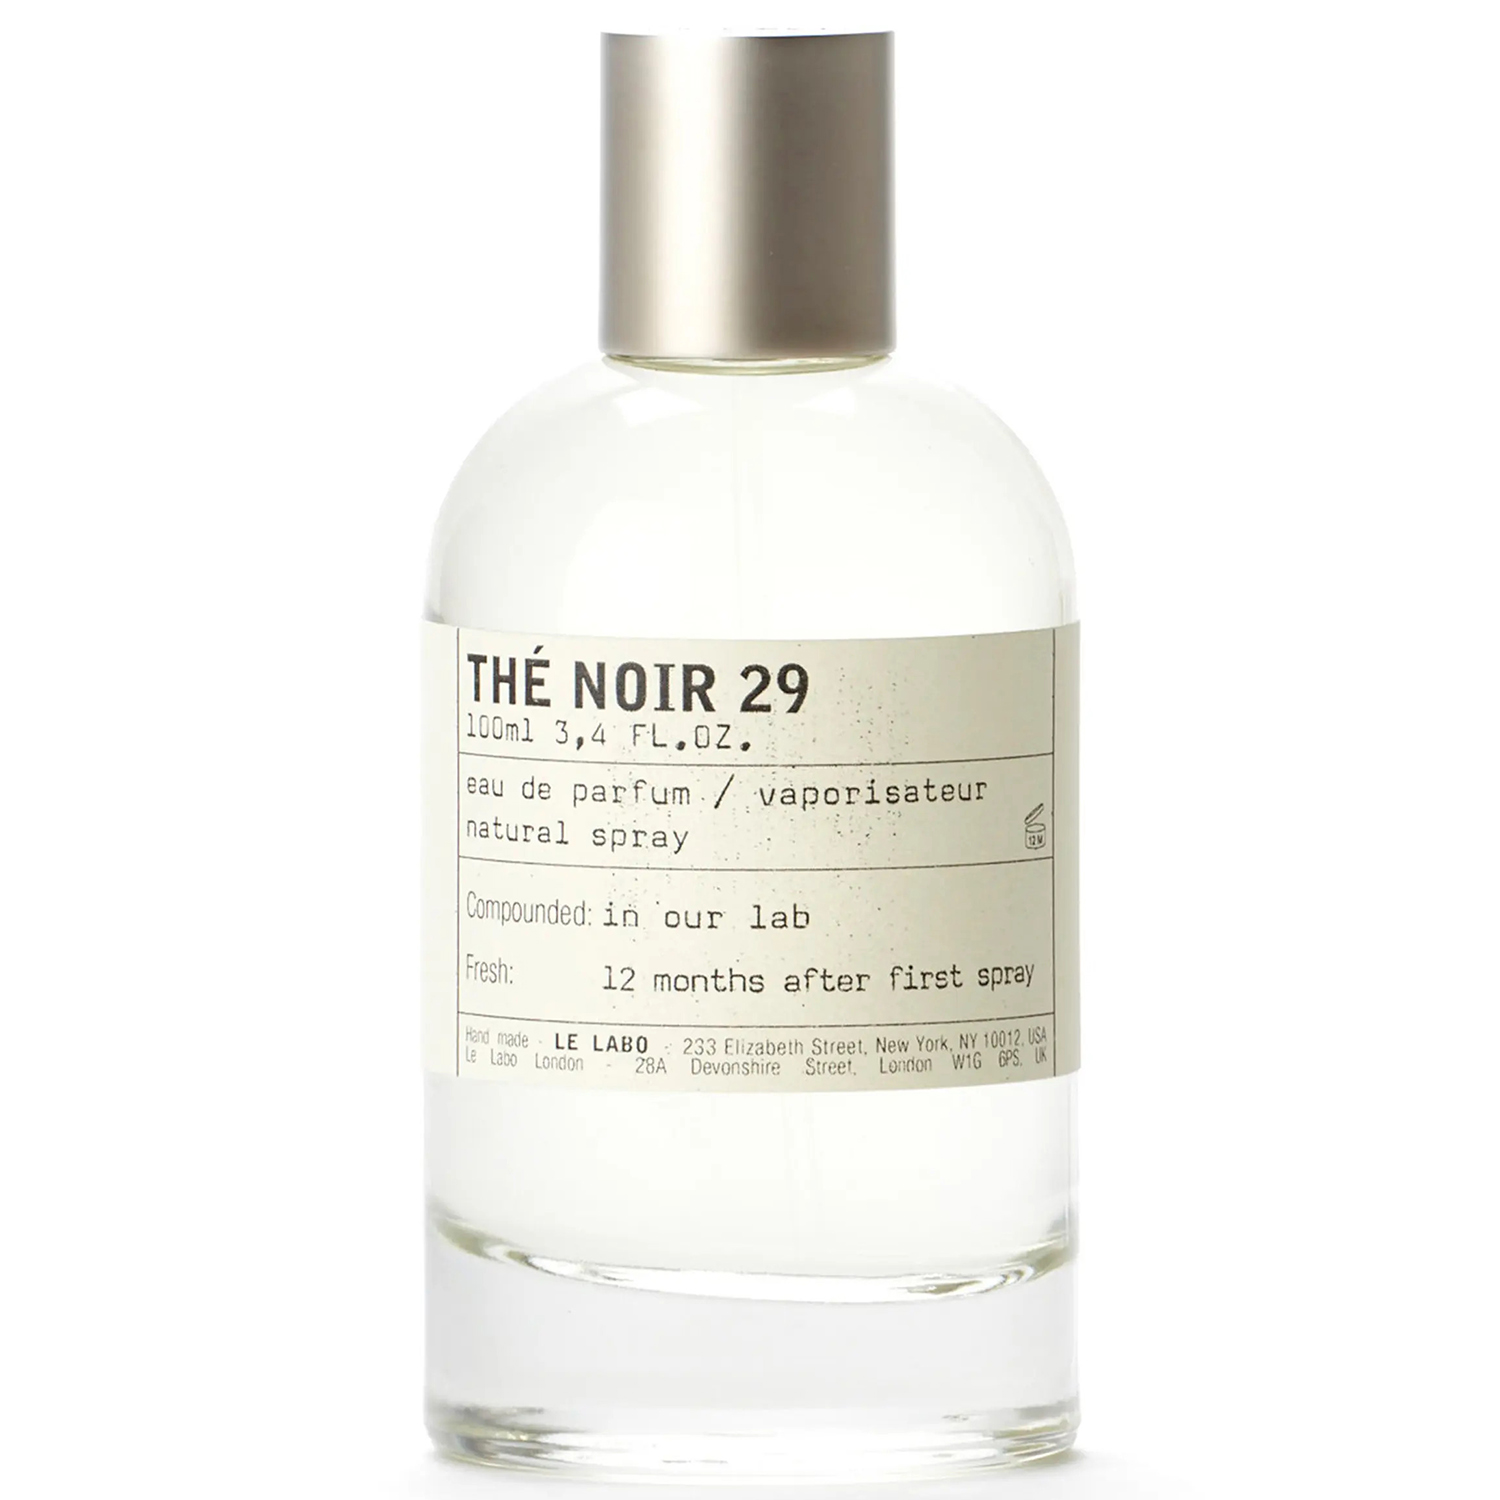 THÉ NOIR 29
100ml 3,4 FL.OZ.
eau de parfum / vaporisateur
natural spray
12 M
Compounded: in our lab
Fresh: 12 months after first spray
Hand made - LE LABO - 233 Elizabeth Street, New York, NY 10012, USA
Le Labo London - 28A Devonshire Street, London W1G 6PS, UK